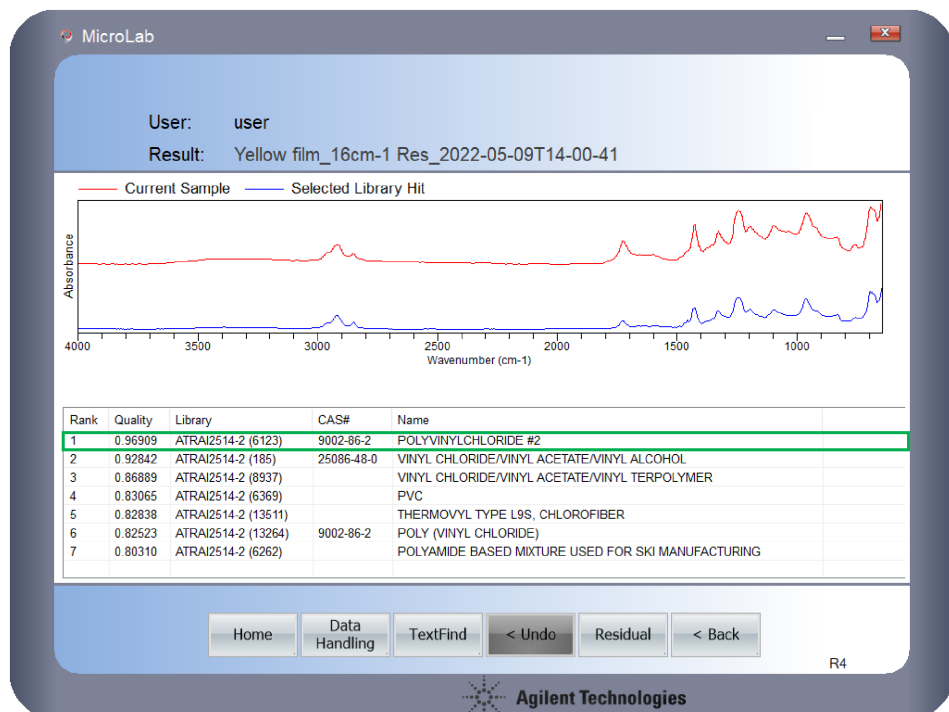 MicroLab
User: user
Result: Yellow film_16cm-1 Res_2022-05-09T14-00-41
Current Sample Selected Library Hit
Absorbance
4000 3500 3000 2500 2000 1500 1000
Wavenumber (cm-1)
Rank Quality Library CAS# Name
1 0.96909 ATRAI2514-2 (6123) 9002-86-2 POLYVINYLCHLORIDE #2
2 0.92842 ATRAI2514-2 (185) 25086-48-0 VINYL CHLORIDE/VINYL ACETATE/VINYL ALCOHOL
3 0.86889 ATRAI2514-2 (8937) VINYL CHLORIDE/VINYL ACETATE/VINYL TERPOLYMER
4 0.83065 ATRAI2514-2 (6369) PVC
5 0.82838 ATRAI2514-2 (13511) THERMOVYL TYPE L9S, CHLOROFIBER
6 0.82523 ATRAI2514-2 (13264) 9002-86-2 POLY (VINYL CHLORIDE)
7 0.80310 ATRAI2514-2 (6262) POLYAMIDE BASED MIXTURE USED FOR SKI MANUFACTURING
Home Data Handling TextFind < Undo Residual < Back
R4
Agilent Technologies